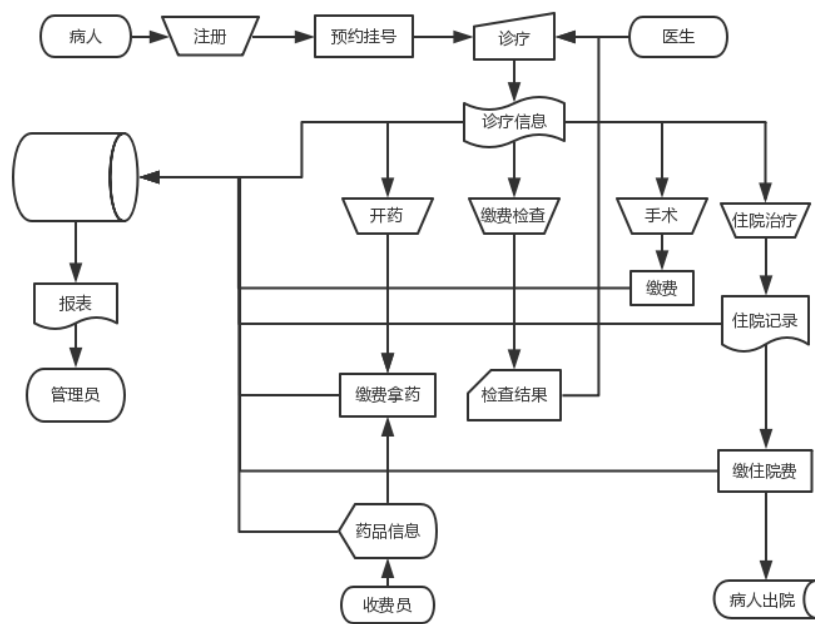 病人
注册
预约挂号
诊疗
医生
诊疗信息
开药
缴费检查
手术
住院治疗
缴费
报表
住院记录
管理员
缴费拿药
检查结果
缴住院费
药品信息
收费员
病人出院